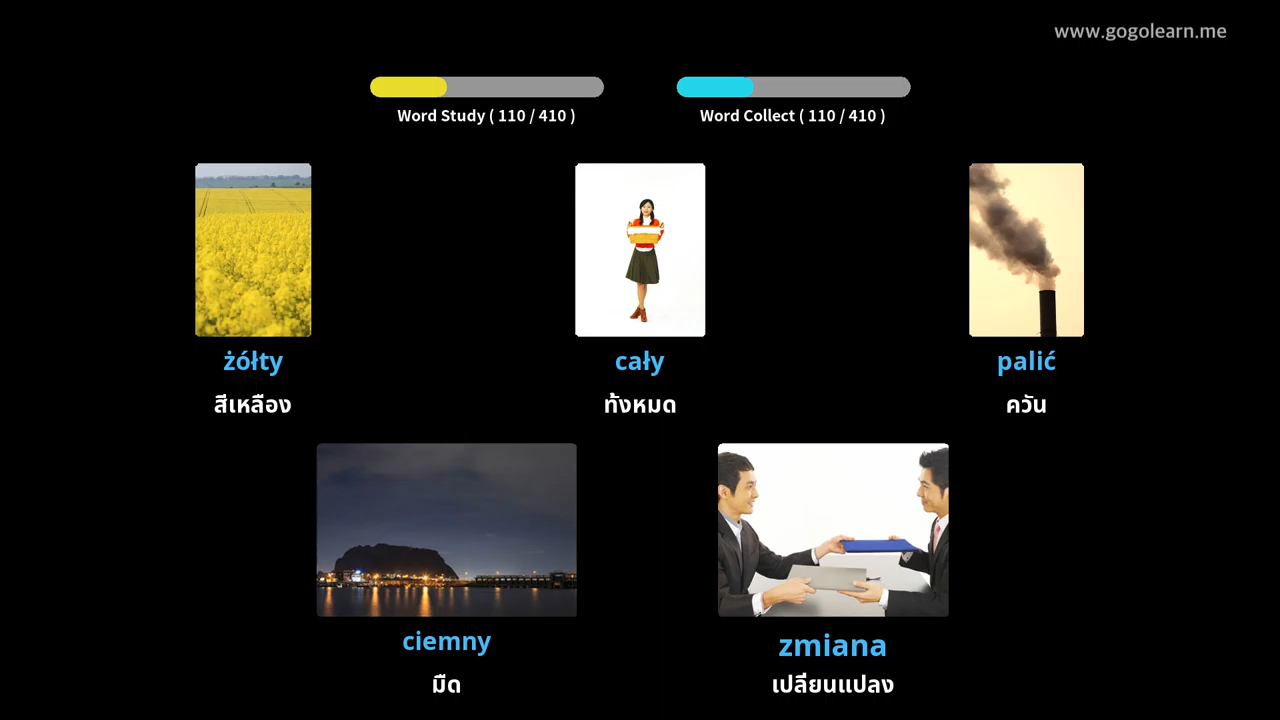 www.gogolearn.me
Word Study ( 110 / 410 )
Word Collect ( 110 / 410 )
żółty
cały
palić
สีเหลือง
ทั้งหมด
ควัน
ciemny
zmiana
มืด
เปลี่ยนแปลง